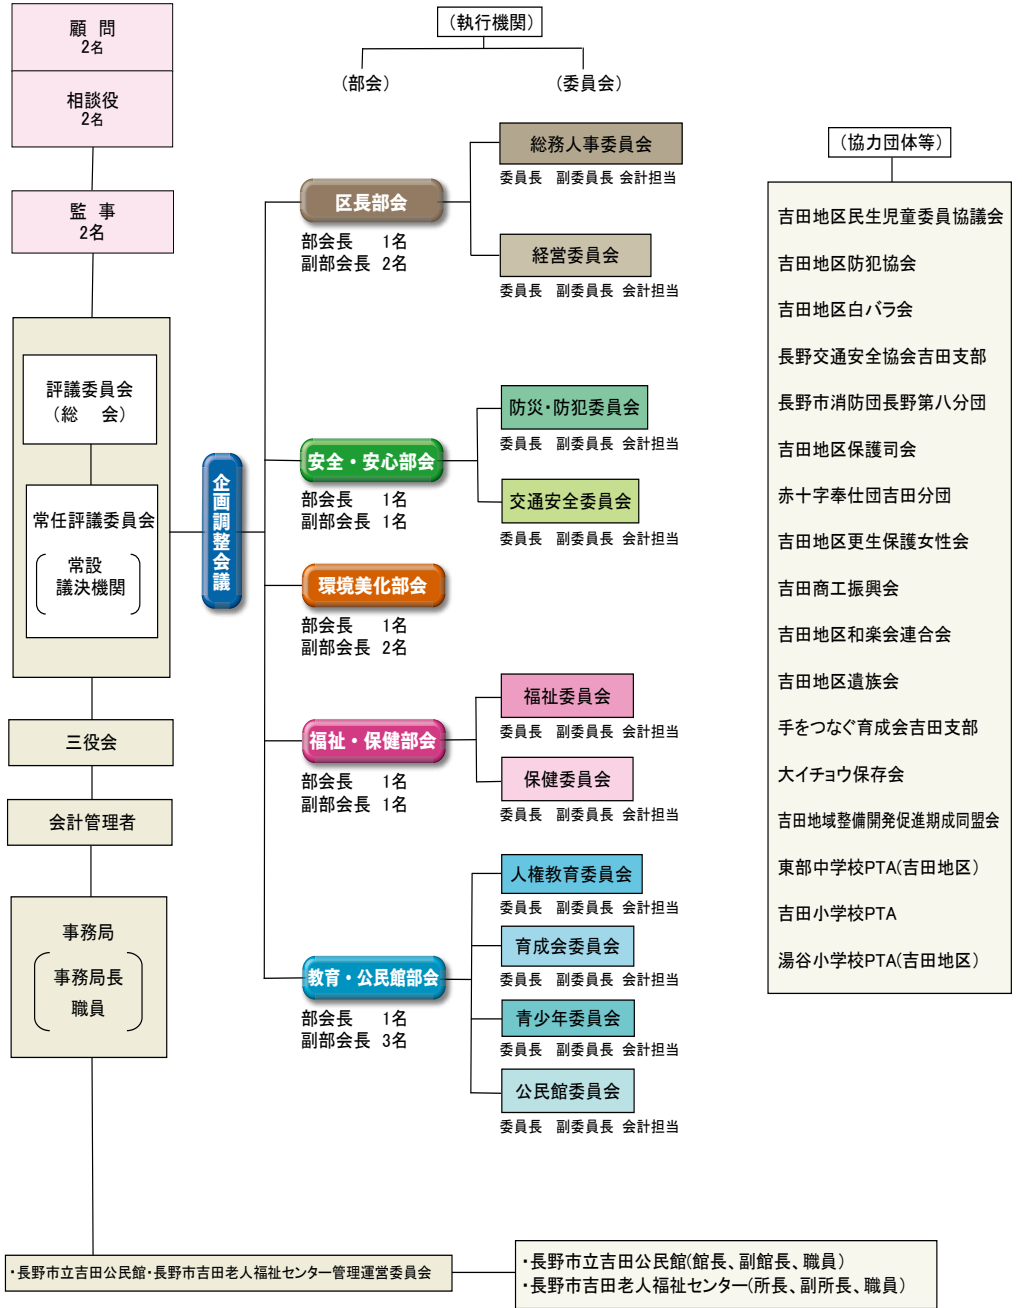 顧 問
2名
相談役
2名
監 事
2名
評議委員会
(総 会)
常任評議委員会
常設
議決機関
三役会
会計管理者
事務局
事務局長
職員
・長野市立吉田公民館・長野市吉田老人福祉センター管理運営委員会
・長野市立吉田公民館(館長、副館長、職員)
・長野市吉田老人福祉センター(所長、副所長、職員)
企画調整会議
(執行機関)
(部会)
(委員会)
区長部会
部会長 1名
副部会長 2名
総務人事委員会
委員長 副委員長 会計担当
経営委員会
委員長 副委員長 会計担当
安全・安心部会
部会長 1名
副部会長 1名
防災・防犯委員会
委員長 副委員長 会計担当
交通安全委員会
委員長 副委員長 会計担当
環境美化部会
部会長 1名
副部会長 2名
福祉・保健部会
部会長 1名
副部会長 1名
福祉委員会
委員長 副委員長 会計担当
保健委員会
委員長 副委員長 会計担当
教育・公民館部会
部会長 1名
副部会長 3名
人権教育委員会
委員長 副委員長 会計担当
育成会委員会
委員長 副委員長 会計担当
青少年委員会
委員長 副委員長 会計担当
公民館委員会
委員長 副委員長 会計担当
(協力団体等)
吉田地区民生児童委員協議会
吉田地区防犯協会
吉田地区白バラ会
長野交通安全協会吉田支部
長野市消防団長野第八分団
吉田地区保護司会
赤十字奉仕団吉田分団
吉田地区更生保護女性会
吉田商工振興会
吉田地区和楽会連合会
吉田地区遺族会
手をつなぐ育成会吉田支部
大イチョウ保存会
吉田地域整備開発促進期成同盟会
東部中学校PTA(吉田地区)
吉田小学校PTA
湯谷小学校PTA(吉田地区)